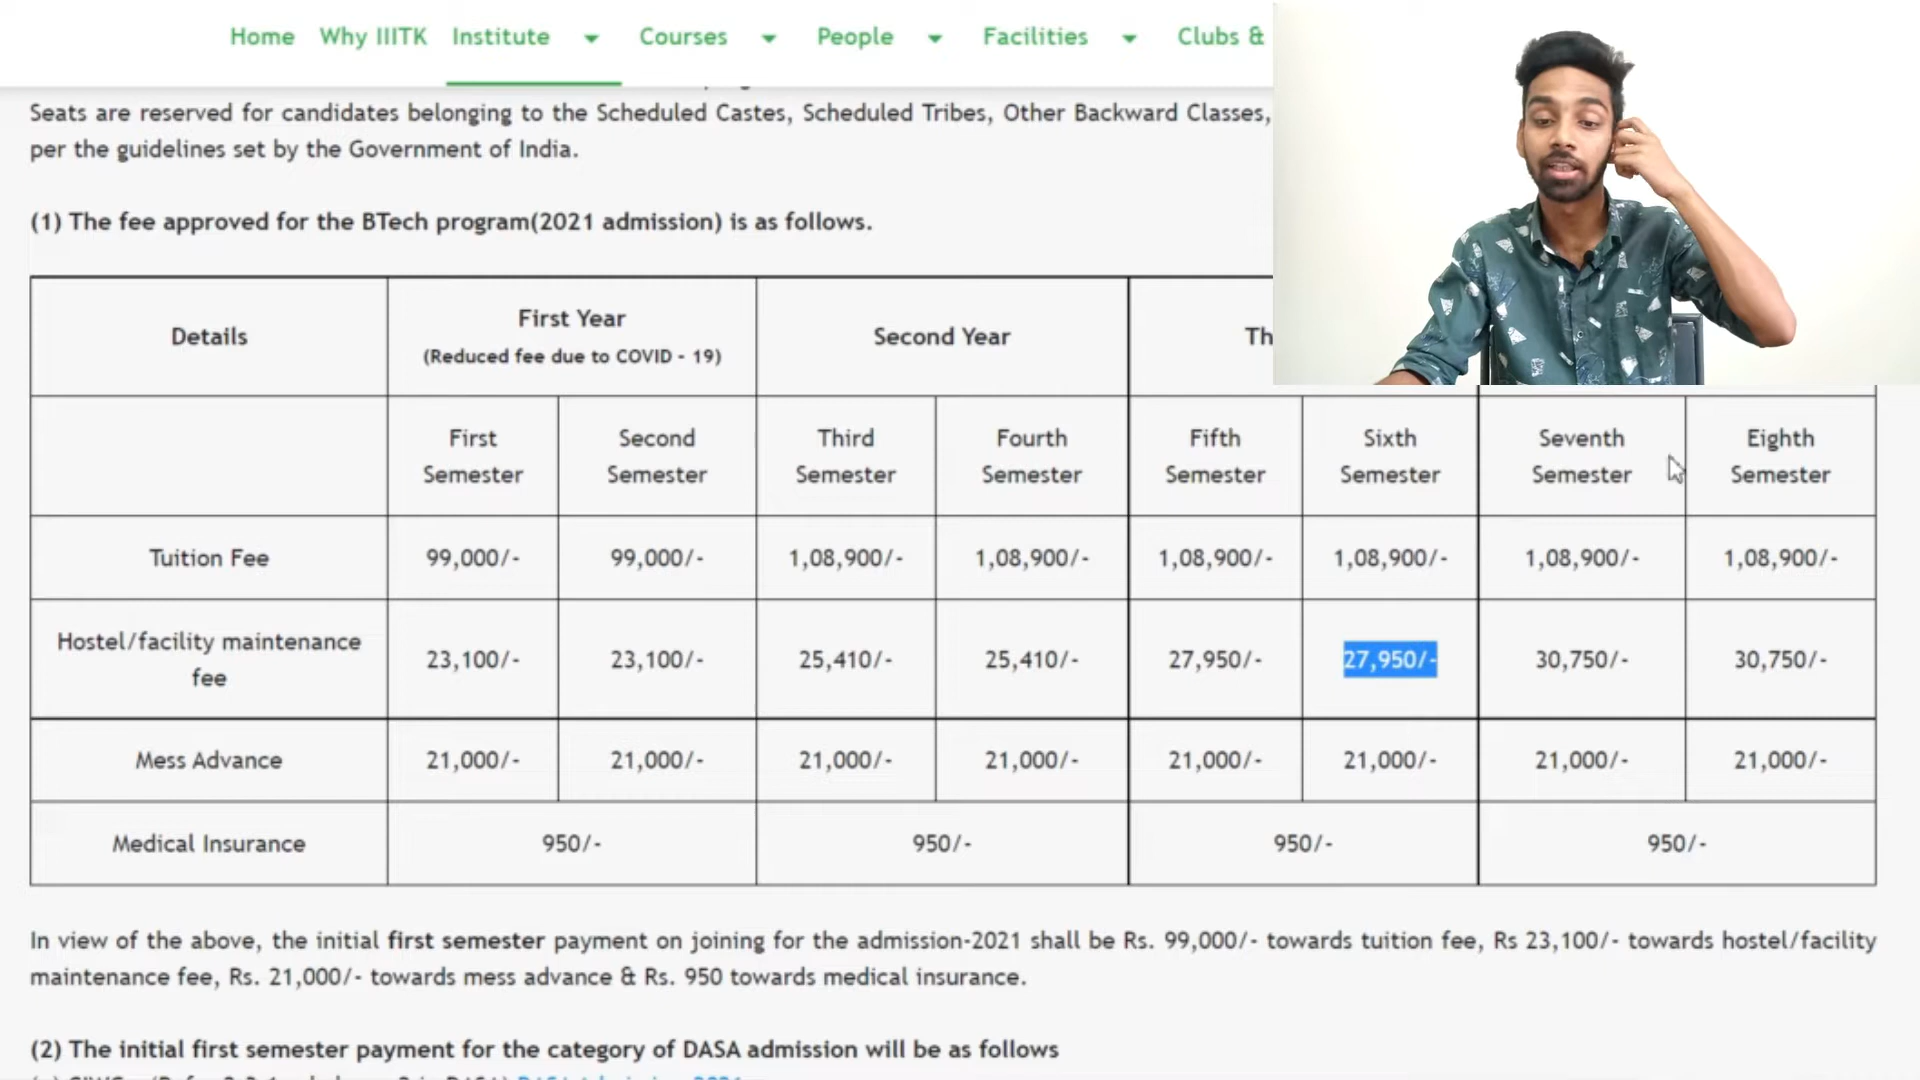 Home Why IIITK Institute Courses People Facilities Clubs &
Seats are reserved for candidates belonging to the Scheduled Castes, Scheduled Tribes, Other Backward Classes,
per the guidelines set by the Government of India.
(1) The fee approved for the BTech program(2021 admission) is as follows.
Details First Year Second Year Th
(Reduced fee due to COVID - 19)
First Second Third Fourth Fifth Sixth Seventh Eighth
Semester Semester Semester Semester Semester Semester Semester Semester
Tuition Fee 99,000/- 99,000/- 1,08,900/- 1,08,900/- 1,08,900/- 1,08,900/- 1,08,900/- 1,08,900/-
Hostel/facility maintenance
fee 23,100/- 23,100/- 25,410/- 25,410/- 27,950/- 27,950/- 30,750/- 30,750/-
Mess Advance 21,000/- 21,000/- 21,000/- 21,000/- 21,000/- 21,000/- 21,000/- 21,000/-
Medical Insurance 950/- 950/- 950/- 950/-
In view of the above, the initial first semester payment on joining for the admission-2021 shall be Rs. 99,000/- towards tuition fee, Rs 23,100/- towards hostel/facility
maintenance fee, Rs. 21,000/- towards mess advance & Rs. 950 towards medical insurance.
(2) The initial first semester payment for the category of DASA admission will be as follows